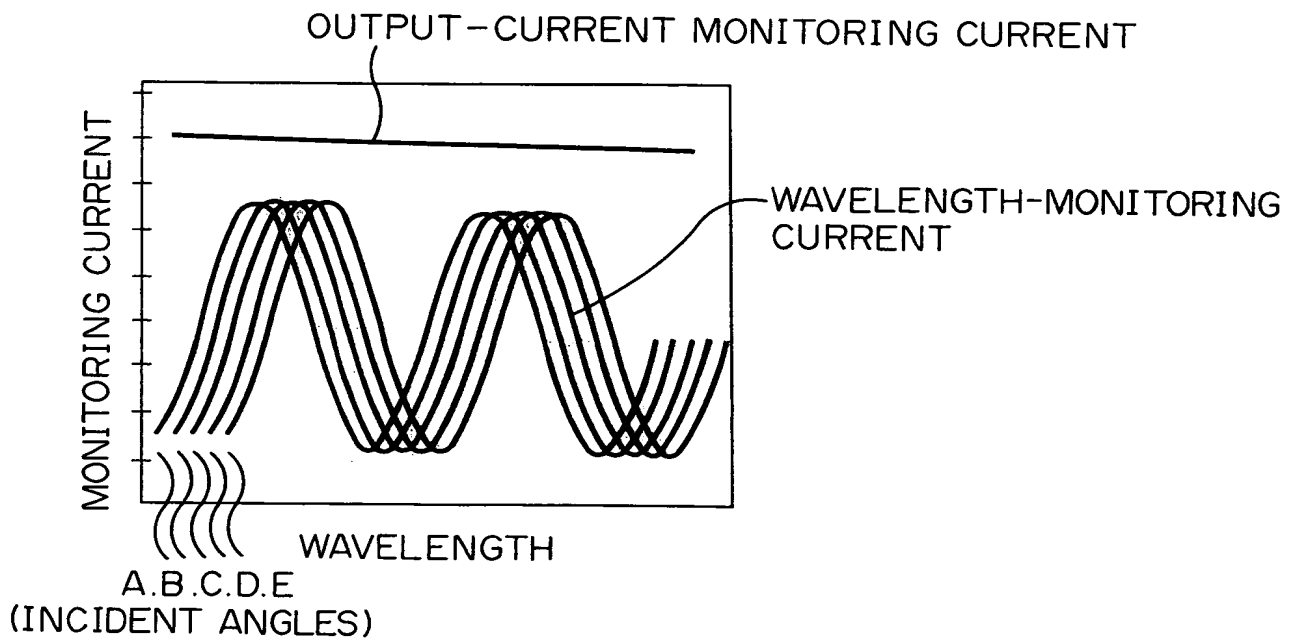 OUTPUT-CURRENT MONITORING CURRENT
MONITORING CURRENT
WAVELENGTH-MONITORING
CURRENT
WAVELENGTH
A.B.C.D.E
(INCIDENT ANGLES)